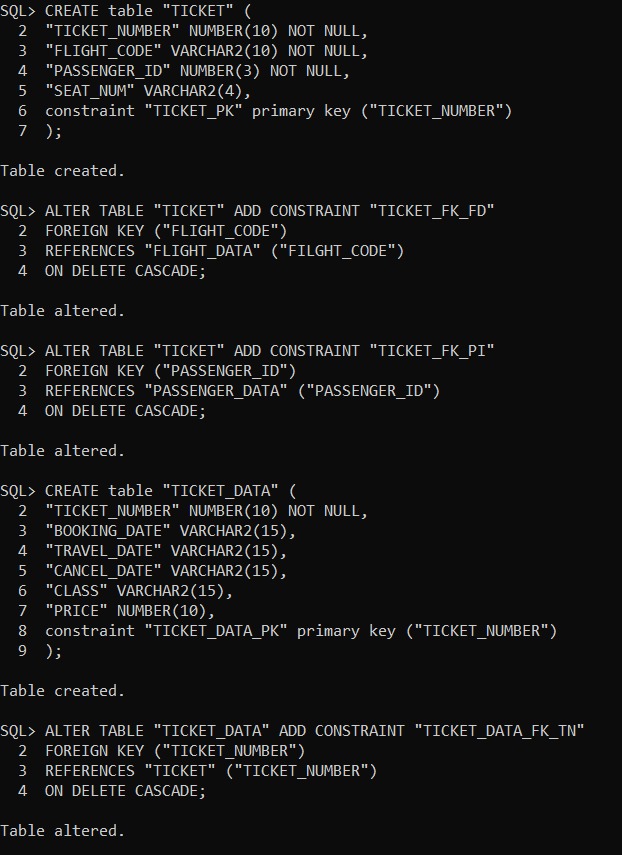 SQL> CREATE table "TICKET" (
  2  "TICKET_NUMBER" NUMBER(10) NOT NULL,
  3  "FLIGHT_CODE" VARCHAR2(10) NOT NULL,
  4  "PASSENGER_ID" NUMBER(3) NOT NULL,
  5  "SEAT_NUM" VARCHAR2(4),
  6  constraint "TICKET_PK" primary key ("TICKET_NUMBER")
  7  );
Table created.
SQL> ALTER TABLE "TICKET" ADD CONSTRAINT "TICKET_FK_FD"
  2  FOREIGN KEY ("FLIGHT_CODE")
  3  REFERENCES "FLIGHT_DATA" ("FILGHT_CODE")
  4  ON DELETE CASCADE;
Table altered.
SQL> ALTER TABLE "TICKET" ADD CONSTRAINT "TICKET_FK_PI"
  2  FOREIGN KEY ("PASSENGER_ID")
  3  REFERENCES "PASSENGER_DATA" ("PASSENGER_ID")
  4  ON DELETE CASCADE;
Table altered.
SQL> CREATE table "TICKET_DATA" (
  2  "TICKET_NUMBER" NUMBER(10) NOT NULL,
  3  "BOOKING_DATE" VARCHAR2(15),
  4  "TRAVEL_DATE" VARCHAR2(15),
  5  "CANCEL_DATE" VARCHAR2(15),
  6  "CLASS" VARCHAR2(15),
  7  "PRICE" NUMBER(10),
  8  constraint "TICKET_DATA_PK" primary key ("TICKET_NUMBER")
  9  );
Table created.
SQL> ALTER TABLE "TICKET_DATA" ADD CONSTRAINT "TICKET_DATA_FK_TN"
  2  FOREIGN KEY ("TICKET_NUMBER")
  3  REFERENCES "TICKET" ("TICKET_NUMBER")
  4  ON DELETE CASCADE;
Table altered.